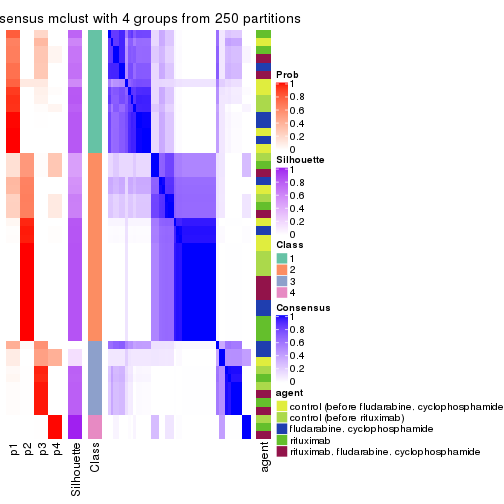 sensus mclust with 4 groups from 250 partitions
Prob
1
0.8
0.6
0.4
0.2
0
Silhouette
1
0.8
0.6
0.4
0.2
0
Class
1
2
3
4
Consensus
1
0.8
0.6
0.4
0.2
0
agent
control (before fludarabine. cyclophosphamide
control (before rituximab)
fludarabine. cyclophosphamide
rituximab
rituximab. fludarabine. cyclophosphamide
p1
p2
p3
p4
Silhouette
Class
agent